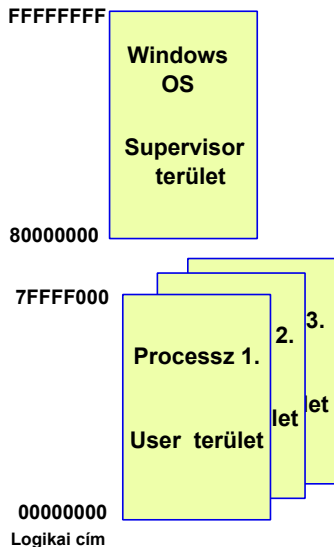 FFFFFFFF
Windows
OS
Supervisor
terület
80000000
7FFFF000
3.
2.
Processz 1.
let
let
User terület
00000000
Logikai cím